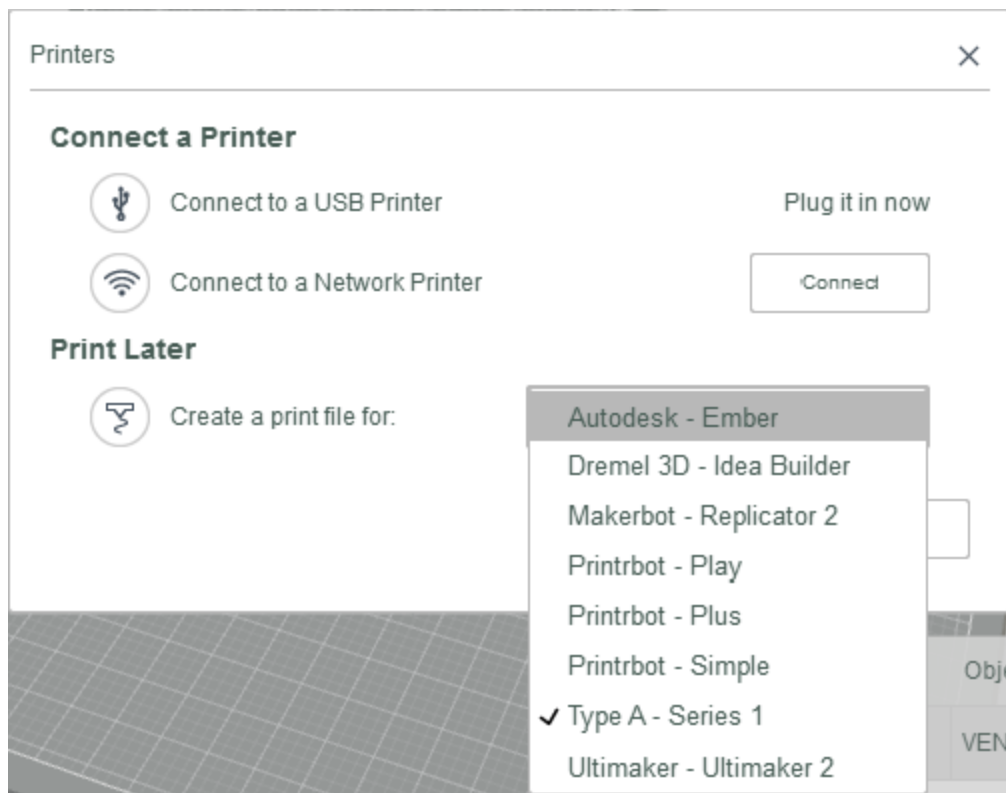 Printers
Connect a Printer
Connect to a USB Printer Plug it in now
Connect to a Network Printer Connect
Print Later
Create a print file for:
Autodesk - Ember
Dremel 3D - Idea Builder
Makerbot - Replicator 2
Printrbot - Play
Printrbot - Plus
Printrbot - Simple
Type A - Series 1
Ultimaker - Ultimaker 2
Obje
VEN